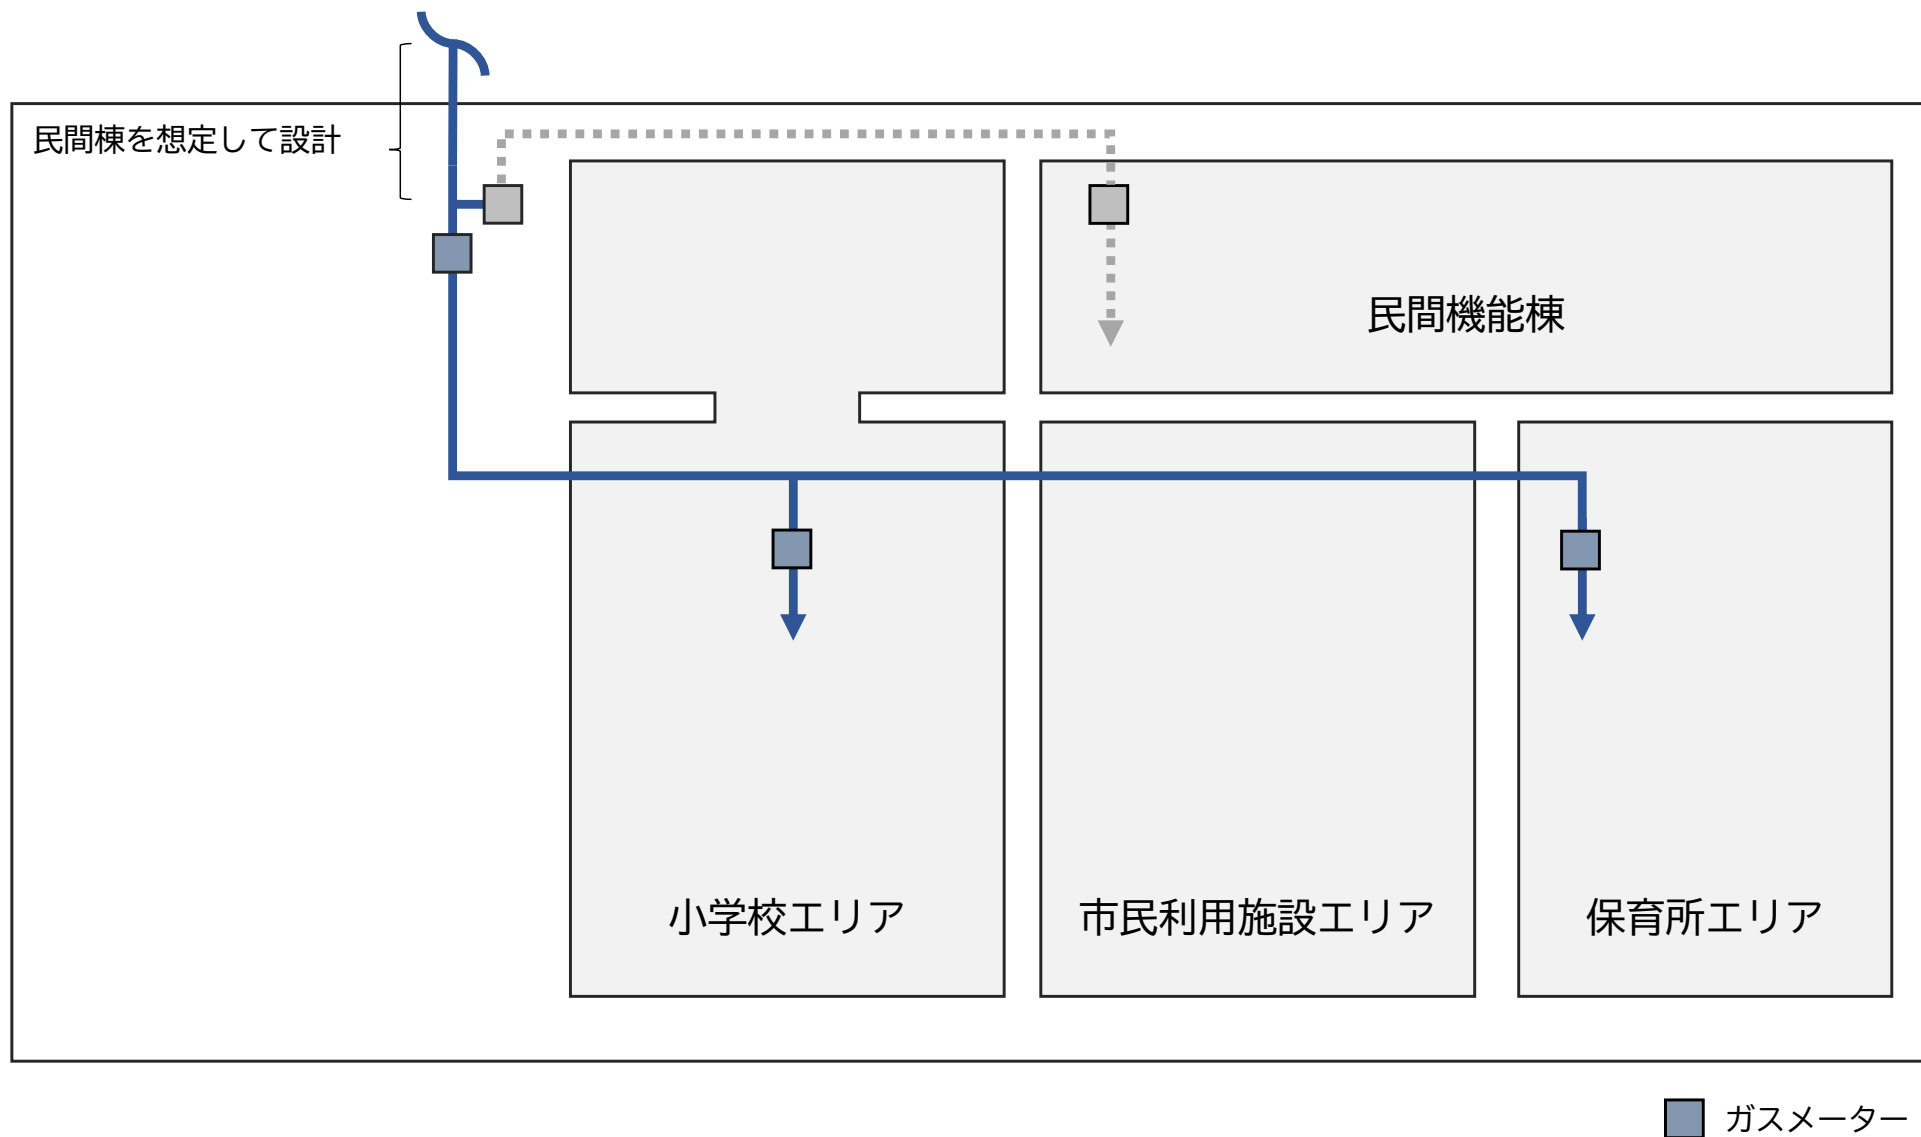 民間棟を想定して設計
民間機能棟
小学校エリア
市民利用施設エリア
保育所エリア
ガスメーター